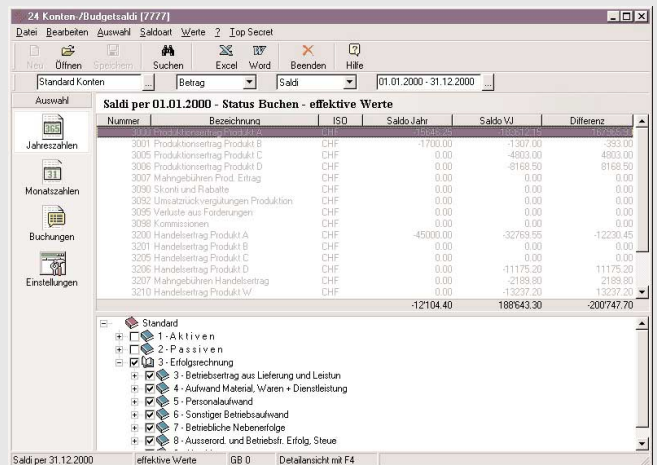 24 Konten-/Budgetsaldi [7777]
Datei Bearbeiten Auswahl Saldoart Werte ? Top Secret
Neu Öffnen Speichern Suchen Excel Word Beenden Hilfe
Standard Konten ... Betrag Saldi 01.01.2000 - 31.12.2000 ...
Auswahl
Jahreszahlen
Monatszahlen
Buchungen
Einstellungen
Saldi per 01.01.2000 - Status Buchen - effektive Werte
Nummer Bezeichnung ISO Saldo Jahr Saldo VJ Differenz
3000 Produktionsertrag Produkt A CHF
3001 Produktionsertrag Produkt B CHF -1700.00 -1307.00 -393.00
3005 Produktionsertrag Produkt C CHF 0.00 -4803.00 4803.00
3006 Produktionsertrag Produkt D CHF 0.00 -8168.50 8168.50
3007 Mahngebühren Prod. Ertrag CHF 0.00 0.00 0.00
3090 Skonti und Rabatte CHF 0.00 0.00 0.00
3092 Umsatzrückvergütungen Produktion CHF 0.00 0.00 0.00
3095 Verluste aus Forderungen CHF 0.00 0.00 0.00
3098 Kommissionen CHF 0.00 0.00 0.00
3200 Handelsertrag Produkt A CHF -45000.00 -32769.55 -12230.45
3201 Handelsertrag Produkt B CHF 0.00 0.00 0.00
3205 Handelsertrag Produkt C CHF 0.00 0.00 0.00
3206 Handelsertrag Produkt D CHF 0.00 -11175.20 11175.20
3207 Mahngebühren Handelsertrag CHF 0.00 -2189.80 2189.80
3210 Handelsertrag Produkt W CHF 0.00 -13237.20 13237.20
-12'104.40 188'643.30 -200'747.70
Standard
1 - Aktiven
2 - Passiven
3 - Erfolgsrechnung
3 - Betriebsertrag aus Lieferung und Leistun
4 - Aufwand Material, Waren + Dienstleistung
5 - Personalaufwand
6 - Sonstiger Betriebsaufwand
7 - Betriebliche Nebenerfolge
8 - Ausserord. und Betriebsfr. Erfolg, Steue
Saldi per 31.12.2000 effektive Werte GB 0 Detailansicht mit F4